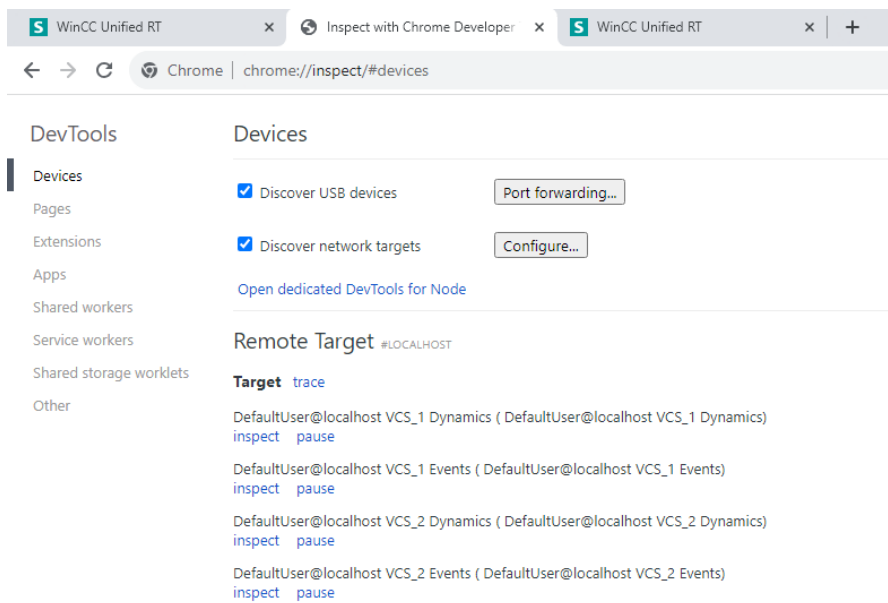 S WinCC Unified RT × Inspect with Chrome Developer × S WinCC Unified RT × +
Chrome chrome://inspect/#devices
DevTools
Devices
Pages
Extensions
Apps
Shared workers
Service workers
Shared storage worklets
Other
Devices
Discover USB devices Port forwarding...
Discover network targets Configure...
Open dedicated DevTools for Node
Remote Target #LOCALHOST
Target trace
DefaultUser@localhost VCS_1 Dynamics ( DefaultUser@localhost VCS_1 Dynamics)
inspect pause
DefaultUser@localhost VCS_1 Events ( DefaultUser@localhost VCS_1 Events)
inspect pause
DefaultUser@localhost VCS_2 Dynamics ( DefaultUser@localhost VCS_2 Dynamics)
inspect pause
DefaultUser@localhost VCS_2 Events ( DefaultUser@localhost VCS_2 Events)
inspect pause